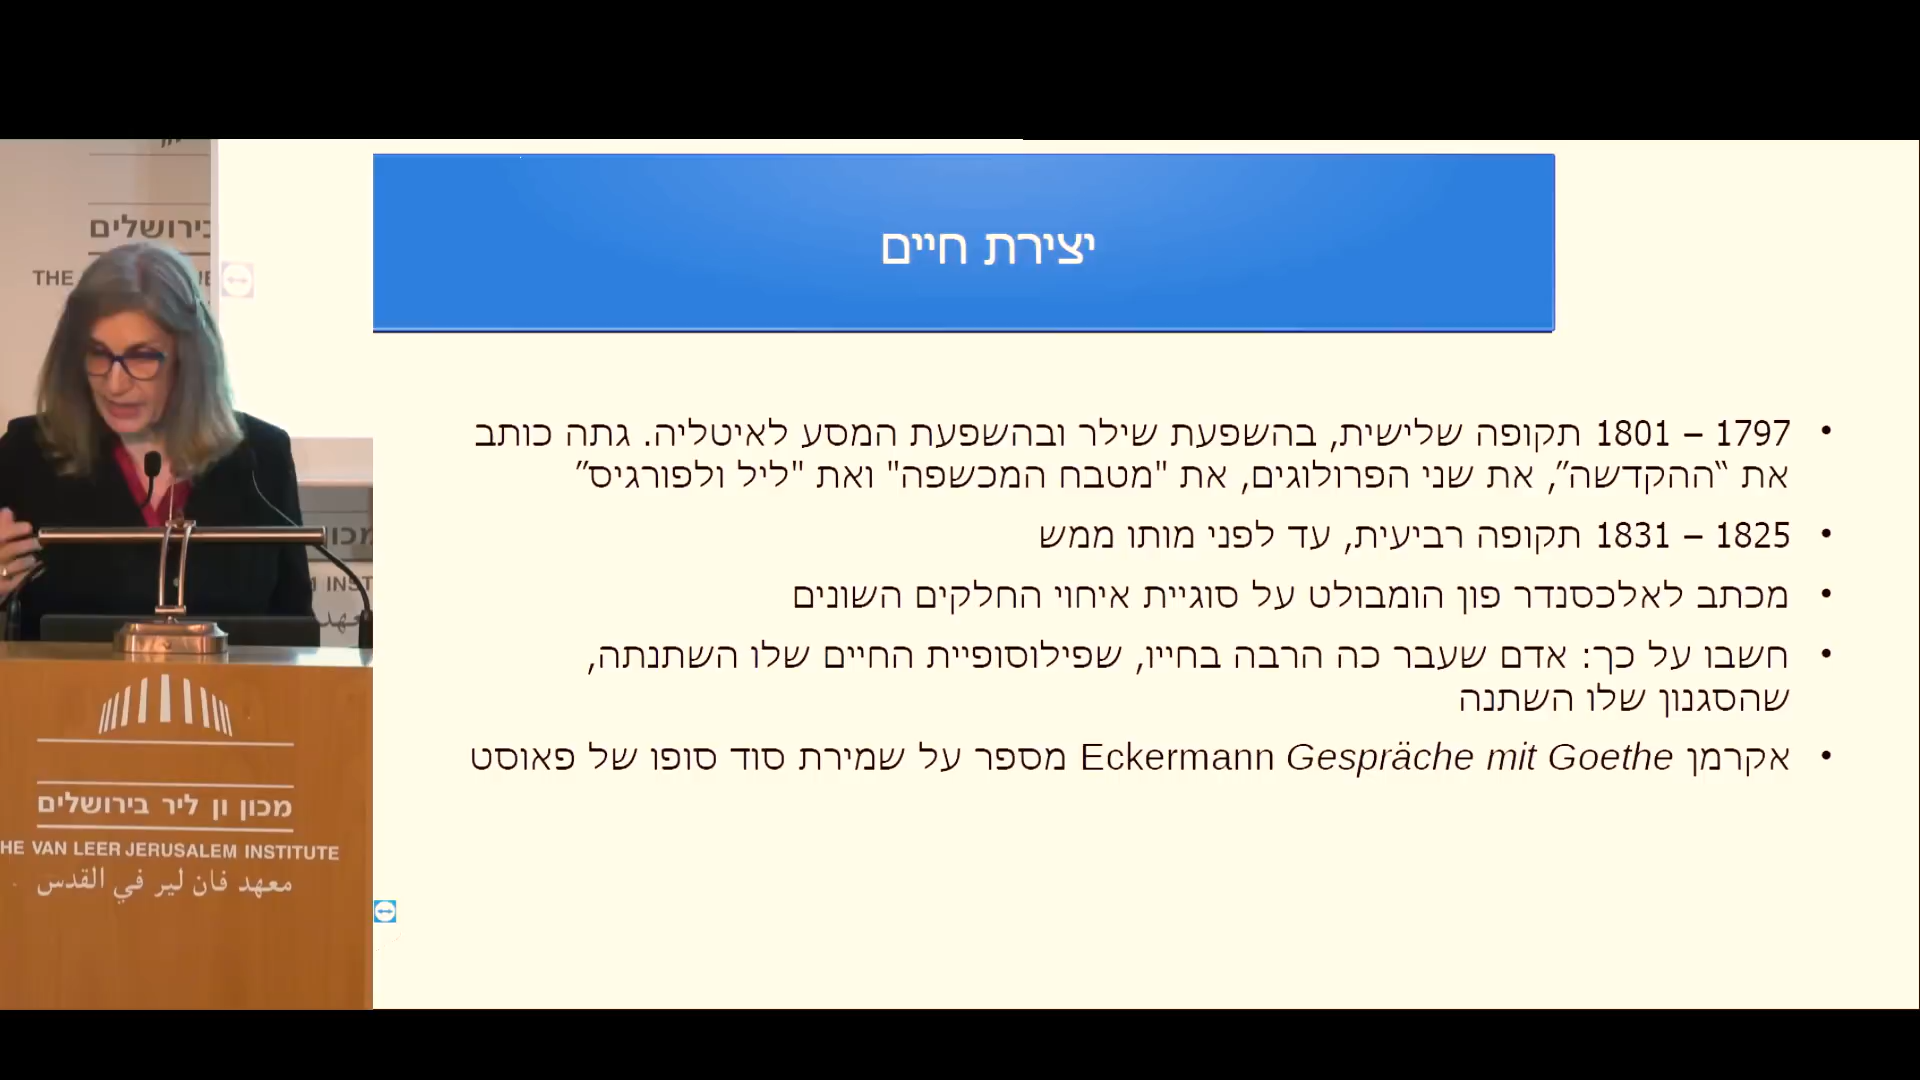 יצירת חיים
1797 – 1801 תקופה שלישית, בהשפעת שילר ובהשפעת המסע לאיטליה. גתה כותב
את “ההקדשה”, את שני הפרולוגים, את "מטבח המכשפה" ואת "ליל ולפורגיס”
1825 – 1831 תקופה רביעית, עד לפני מותו ממש
מכתב לאלכסנדר פון הומבולט על סוגיית איחוי החלקים השונים
חשבו על כך: אדם שעבר כה הרבה בחייו, שפילוסופיית החיים שלו השתנתה,
שהסגנון שלו השתנה
אקרמן Eckermann Gespräche mit Goethe מספר על שמירת סוד סופו של פאוסט
בירושלים
THE
מכון ון ליר בירושלים
HE VAN LEER JERUSALEM INSTITUTE
معهد فان لير في القدس